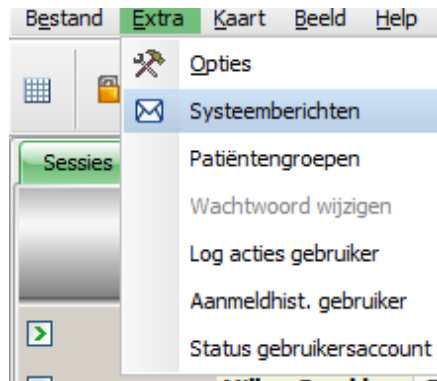 Bestand Extra Kaart Beeld Help
Opties
Systeemberichten
Sessies Patiëntengroepen
Wachtwoord wijzigen
Log acties gebruiker
Aanmeldhist. gebruiker
Status gebruikersaccount